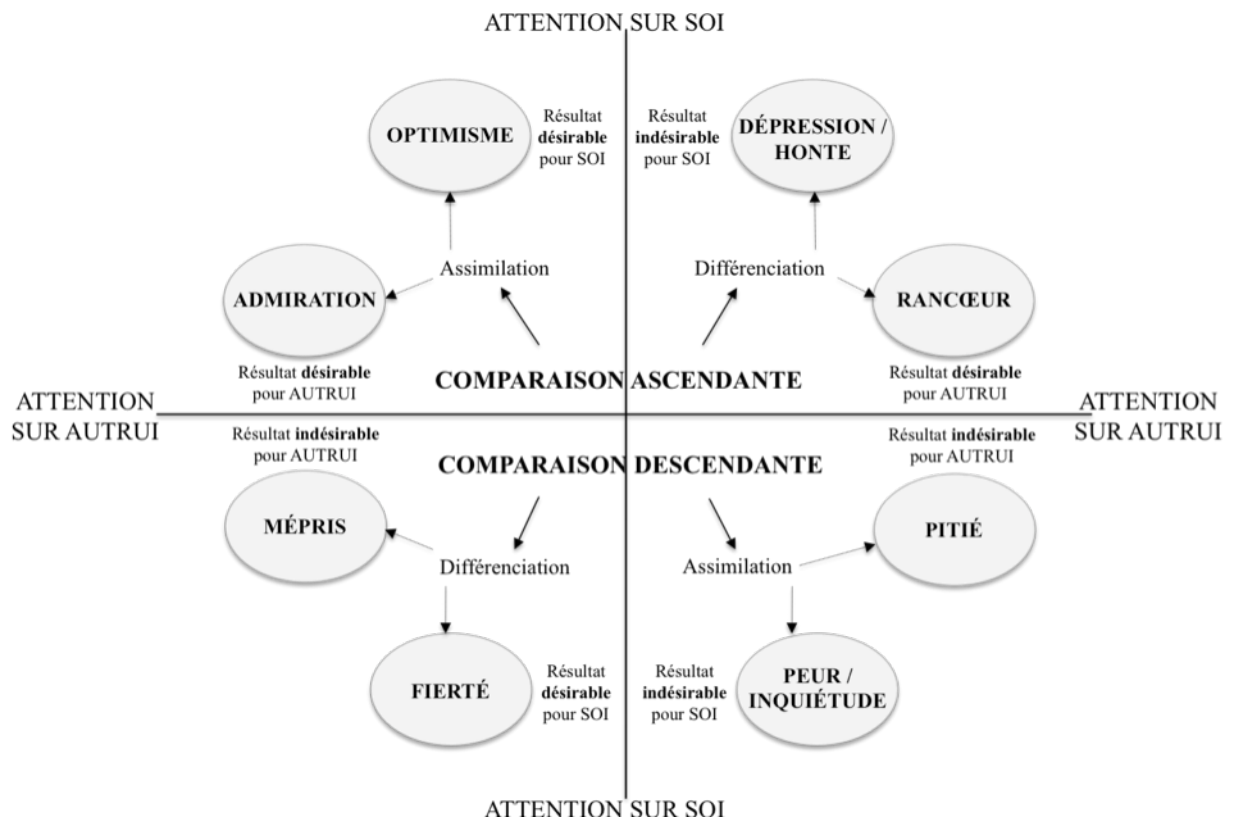 ATTENTION SUR SOI
OPTIMISME
Résultat
désirable
pour SOI
Résultat
indésirable
pour SOI
DÉPRESSION /
HONTE
Assimilation
Différenciation
ADMIRATION
RANCŒUR
Résultat désirable
pour AUTRUI
COMPARAISON ASCENDANTE
Résultat désirable
pour AUTRUI
ATTENTION
SUR AUTRUI
ATTENTION
SUR AUTRUI
Résultat indésirable
pour AUTRUI
COMPARAISON DESCENDANTE
Résultat indésirable
pour AUTRUI
MÉPRIS
PITIÉ
Différenciation
Assimilation
FIERTÉ
Résultat
désirable
pour SOI
Résultat
indésirable
pour SOI
PEUR /
INQUIÉTUDE
ATTENTION SUR SOI